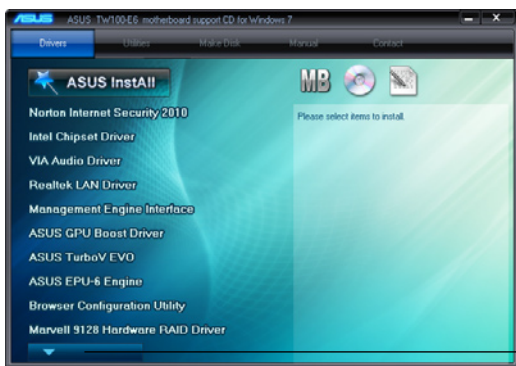 ASUS ASUS TW100-E6 motherboard support CD for Windows 7
Drivers Utilities Make Disk Manual Contact
ASUS InstAll
MB
Norton Internet Security 2010
Please select items to install.
Intel Chipset Driver
VIA Audio Driver
Realtek LAN Driver
Management Engine Interface
ASUS GPU Boost Driver
ASUS TurboV EVO
ASUS EPU-6 Engine
Browser Configuration Utility
Marvell 9128 Hardware RAID Driver